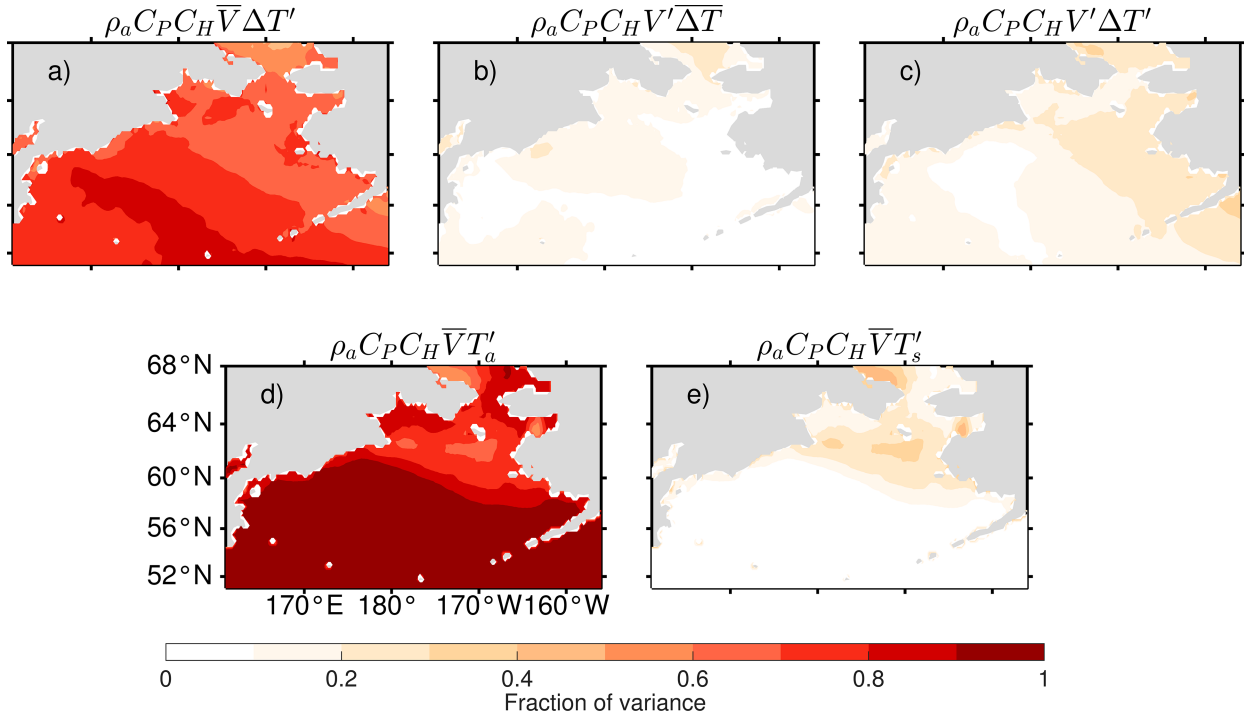 ρ_a C_P C_H V̅ΔT′
ρ_a C_P C_H V′Δ̅T̅
ρ_a C_P C_H V′ΔT′
a)
b)
c)
ρ_a C_P C_H V̅T′_a
ρ_a C_P C_H V̅T′_s
68°N
64°N
60°N
56°N
52°N
d)
e)
170°E 180° 170°W 160°W
0 0.2 0.4 0.6 0.8 1
Fraction of variance